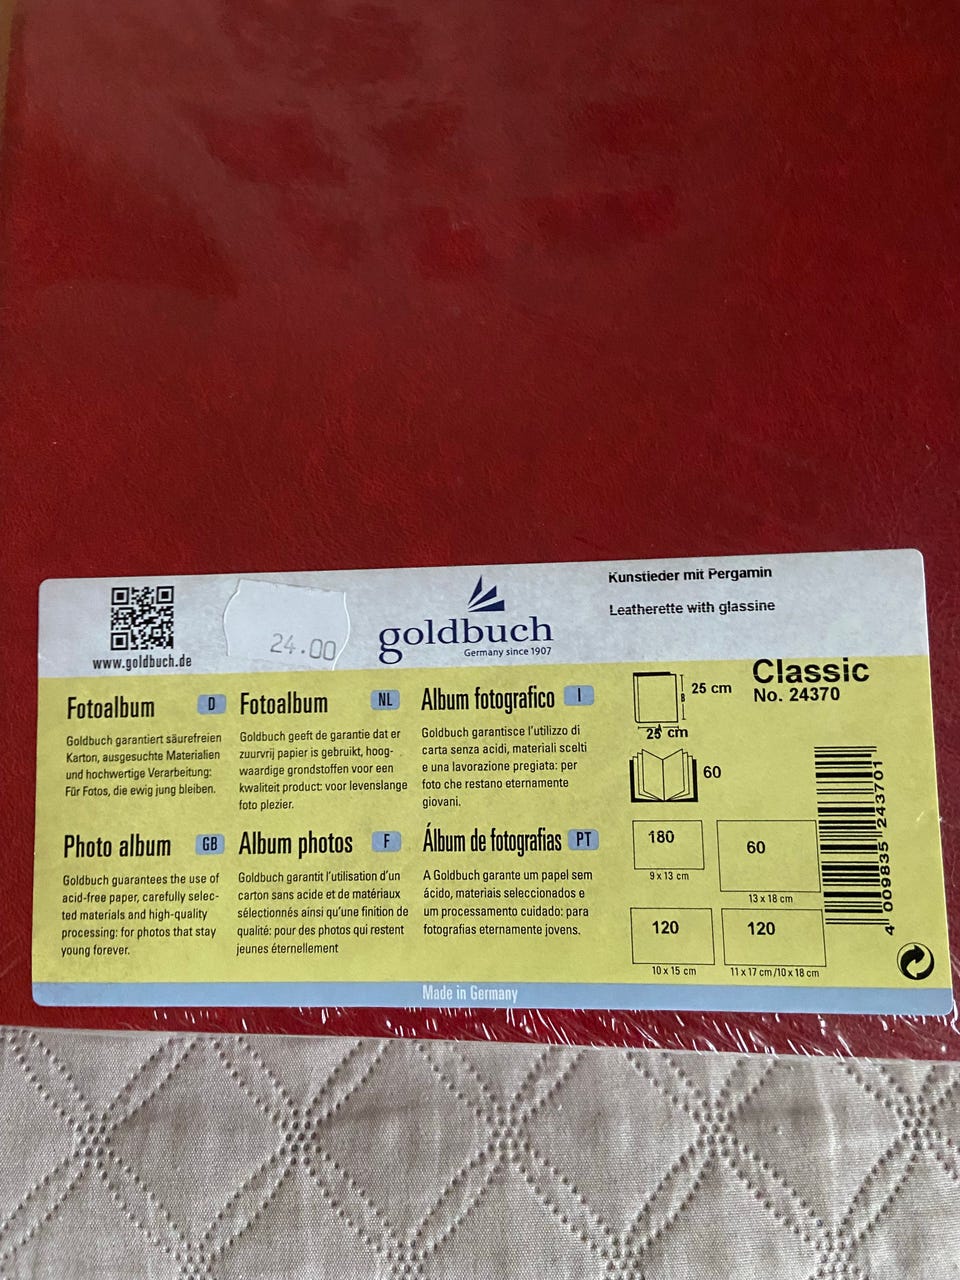 www.goldbuch.de
24.00
goldbuch
Germany since 1907
Kunstleder mit Pergamin
Leatherette with glassine
Classic
No. 24370
Fotoalbum D
Goldbuch garantiert säurefreien
Karton, ausgesuchte Materialien
und hochwertige Verarbeitung:
Für Fotos, die ewig jung bleiben.
Fotoalbum NL
Goldbuch geeft de garantie dat er
zuurvrij papier is gebruikt, hoog-
waardige grondstoffen voor een
kwaliteit product: voor levenslange
foto plezier.
Album fotografico I
Goldbuch garantisce l'utilizzo di
carta senza acidi, materiali scelti
e una lavorazione pregiata: per
foto che restano eternamente
giovani.
Photo album GB
Goldbuch guarantees the use of
acid-free paper, carefully selec-
ted materials and high-quality
processing: for photos that stay
young forever.
Album photos F
Goldbuch garantit l'utilisation d'un
carton sans acide et de matériaux
sélectionnés ainsi qu'une finition de
qualité: pour des photos qui restent
jeunes éternellement
Álbum de fotografias PT
A Goldbuch garante um papel sem
ácido, materiais seleccionados e
um processamento cuidado: para
fotografias eternamente jovens.
B
25 cm
A
25 cm
60
180
9 x 13 cm
60
13 x 18 cm
120
10 x 15 cm
120
11 x 17 cm/10 x 18 cm
4 009835 243701
Made in Germany